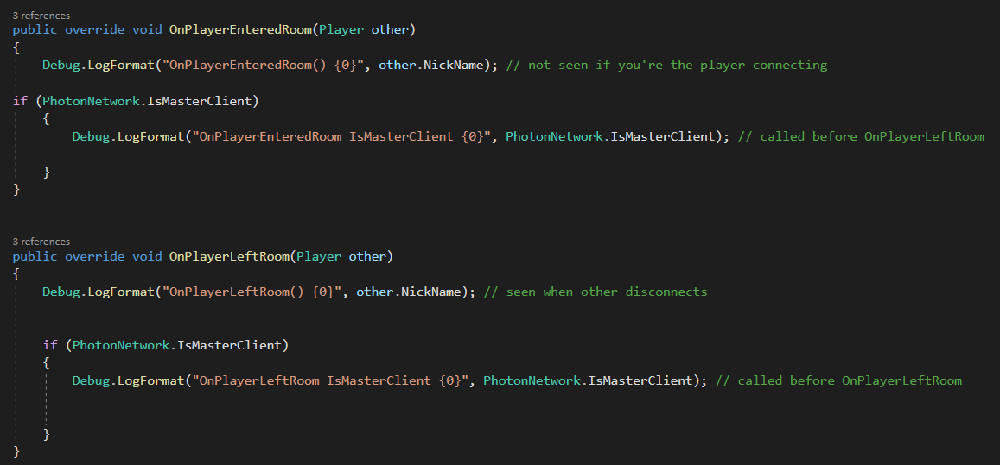 3 references
public override void OnPlayerEnteredRoom(Player other)
{
Debug.LogFormat("OnPlayerEnteredRoom() {0}", other.NickName); // not seen if you're the player connecting
if (PhotonNetwork.IsMasterClient)
{
Debug.LogFormat("OnPlayerEnteredRoom IsMasterClient {0}", PhotonNetwork.IsMasterClient); // called before OnPlayerLeftRoom
}
}
3 references
public override void OnPlayerLeftRoom(Player other)
{
Debug.LogFormat("OnPlayerLeftRoom() {0}", other.NickName); // seen when other disconnects
if (PhotonNetwork.IsMasterClient)
{
Debug.LogFormat("OnPlayerLeftRoom IsMasterClient {0}", PhotonNetwork.IsMasterClient); // called before OnPlayerLeftRoom
}
}